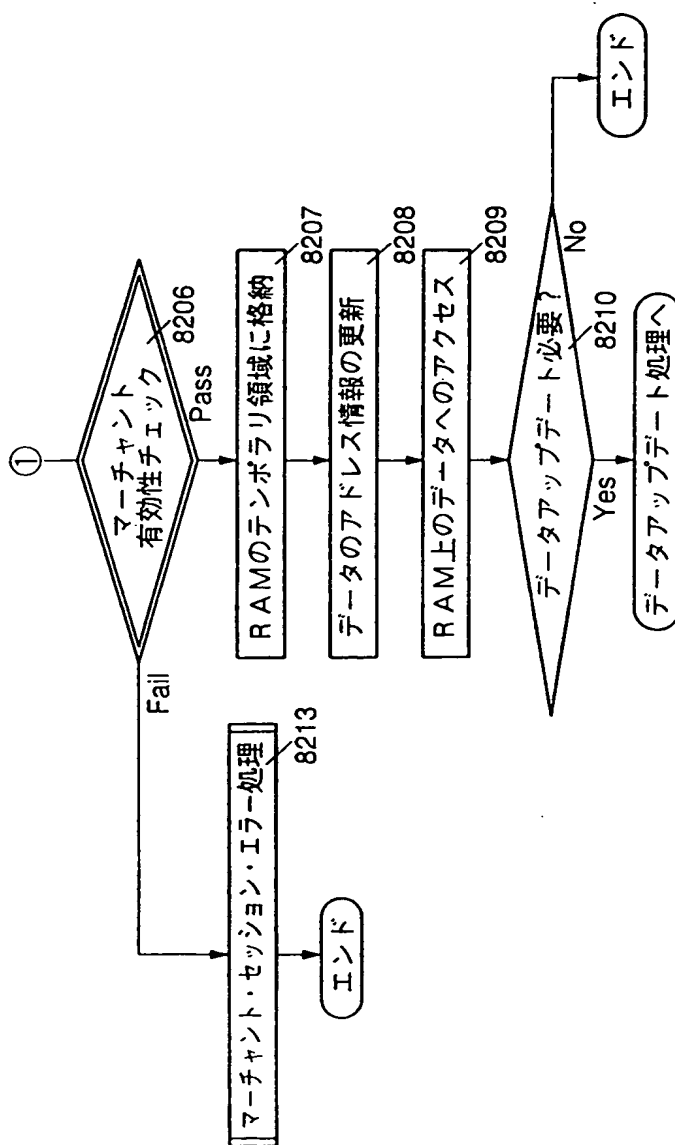 ①
マーチャント
有効性チェック
8206
Pass
Fail
RAMのテンポラリ領域に格納
8207
データのアドレス情報の更新
8208
RAM上のデータへのアクセス
8209
データアップデート必要?
8210
No
エンド
Yes
データアップデート処理へ
マーチャント・セッション・エラー処理
8213
エンド